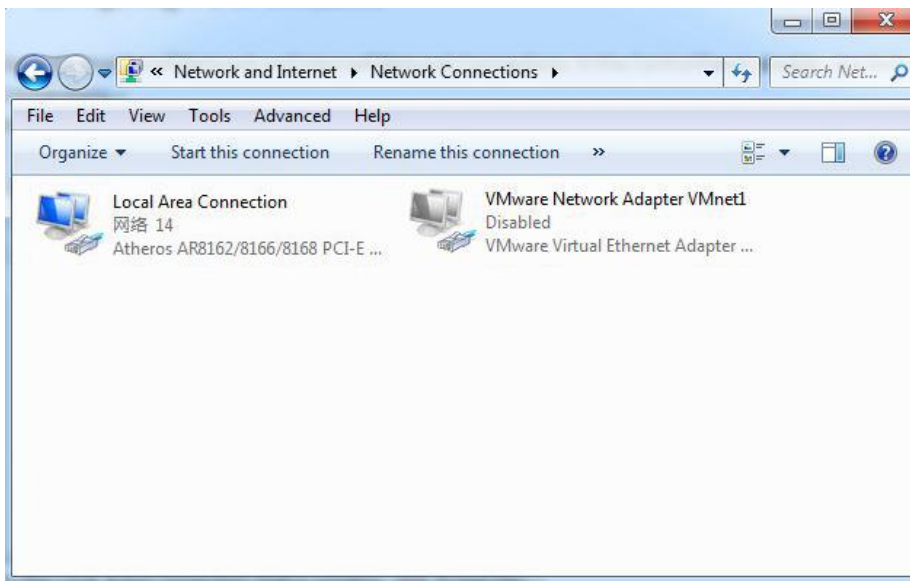 « Network and Internet ▸ Network Connections ▸ Search Net...
File Edit View Tools Advanced Help
Organize ▾ Start this connection Rename this connection »
Local Area Connection
网络 14
Atheros AR8162/8166/8168 PCI-E ...
VMware Network Adapter VMnet1
Disabled
VMware Virtual Ethernet Adapter ...